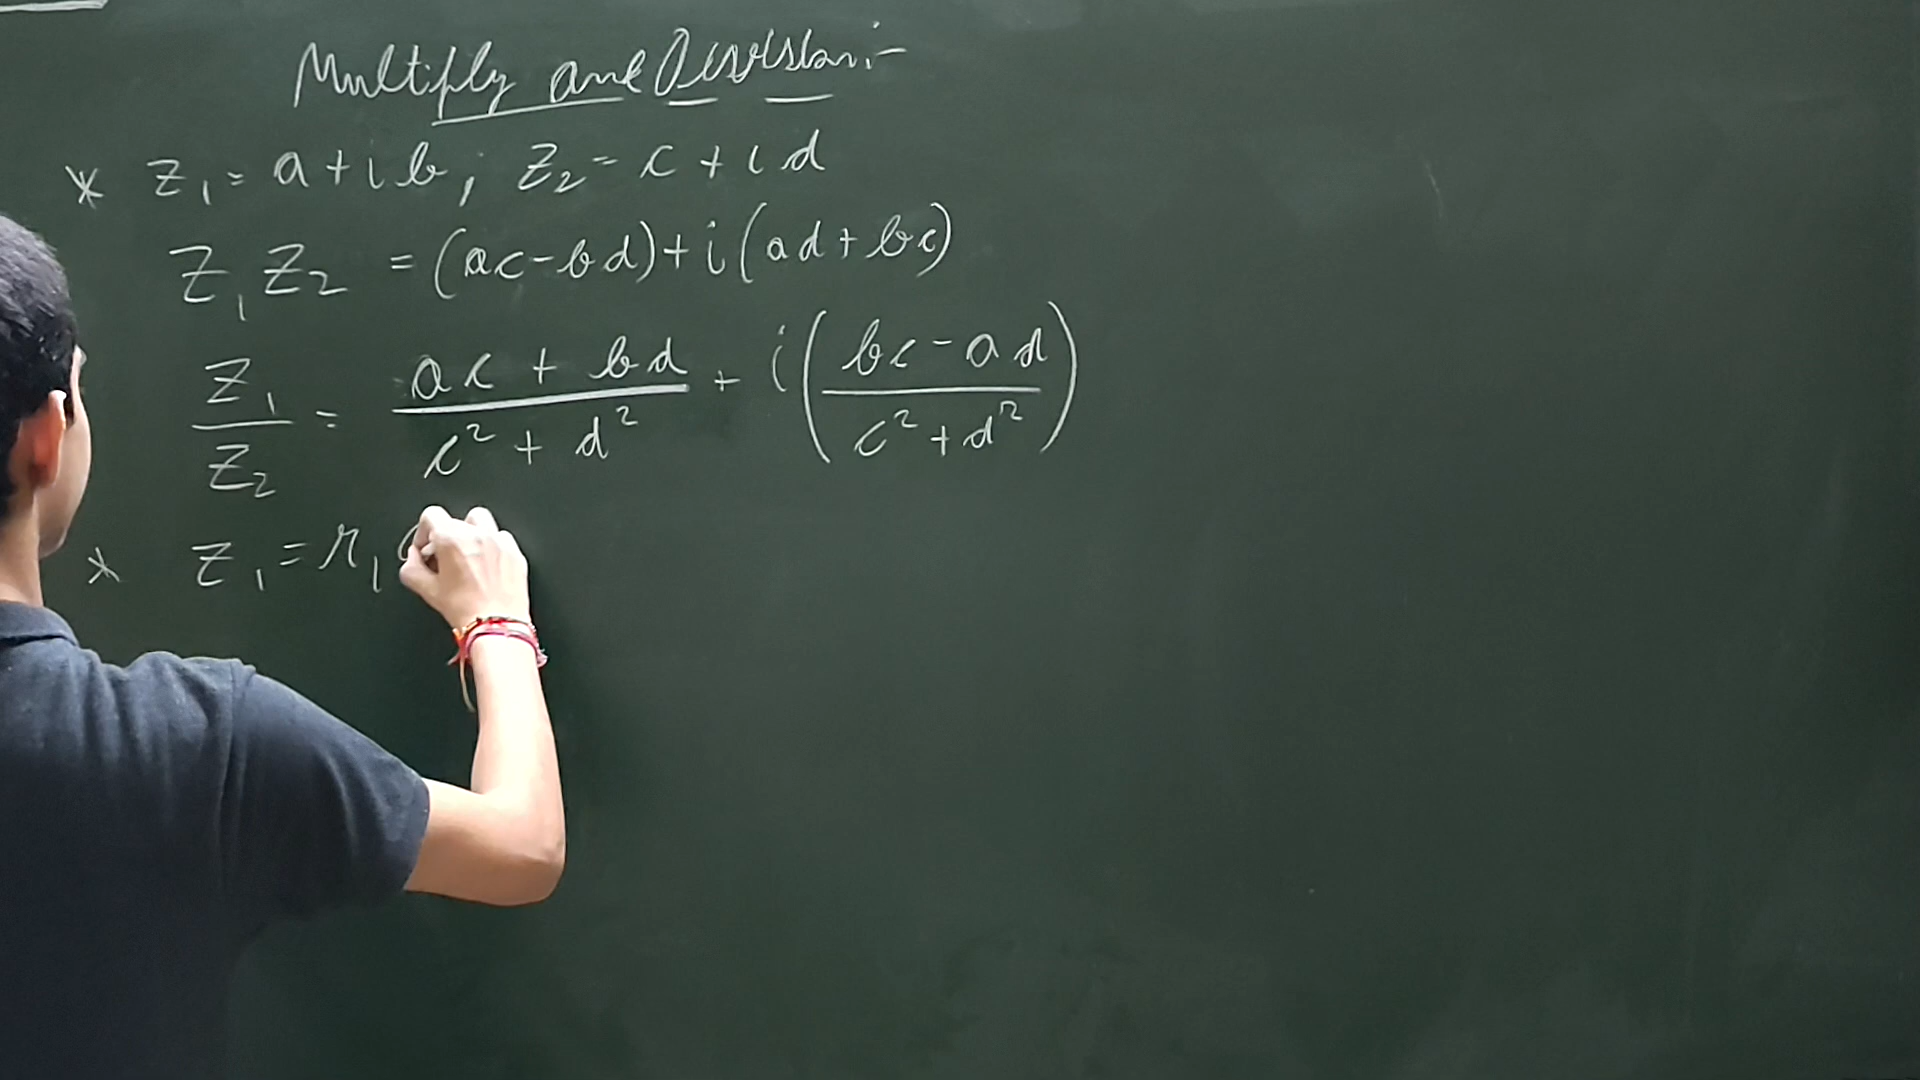 Multiply and Division:-
* z₁ = a + ib ; z₂ = c + id
z₁z₂ = (ac - bd) + i(ad + bc)
z₁/z₂ = (ac + bd)/(c² + d²) + i((bc - ad)/(c² + d²))
* z₁ = r₁